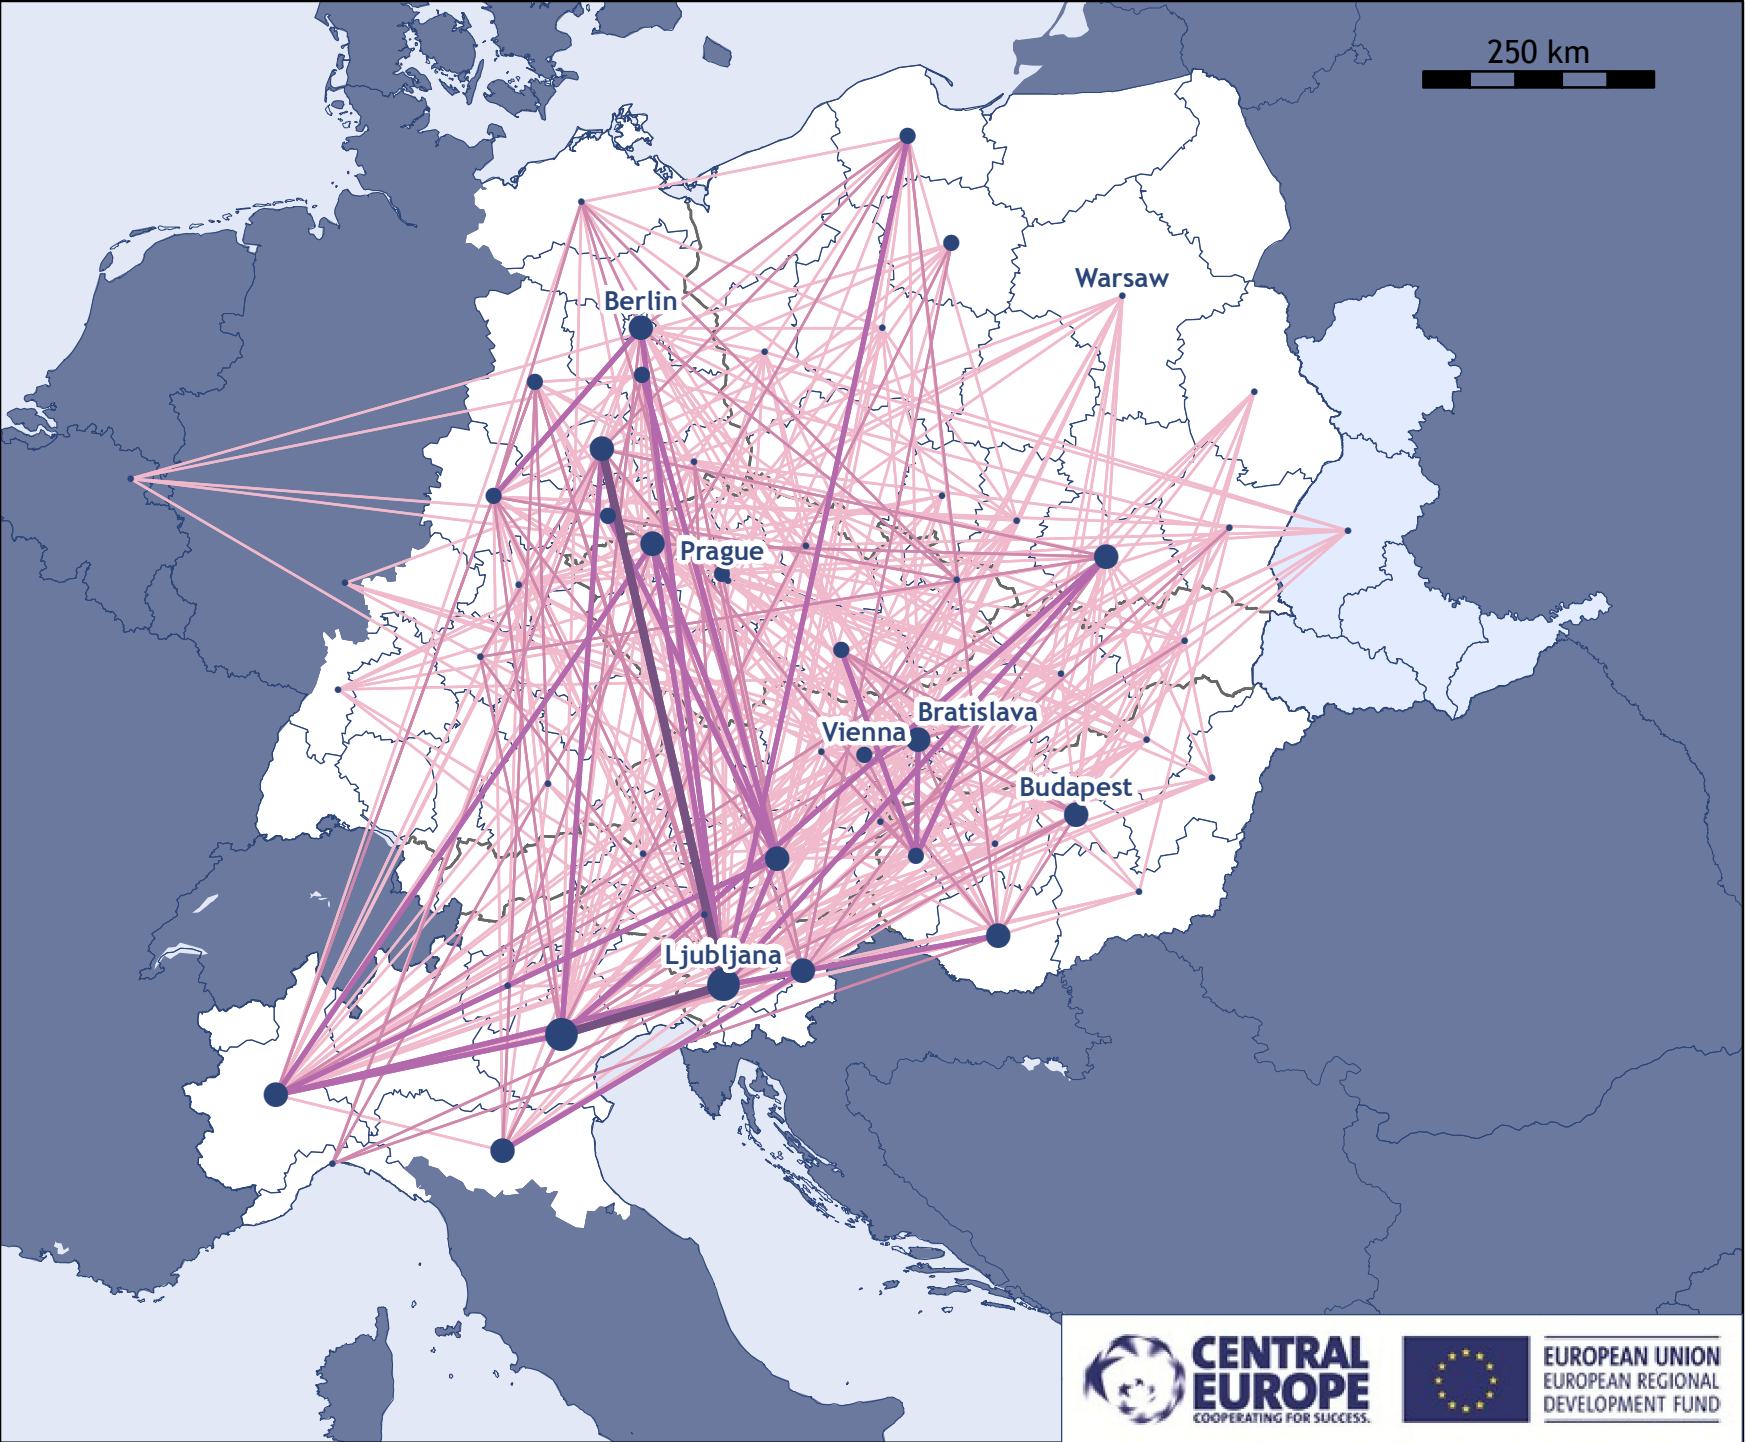 250 km
Warsaw
Berlin
Prague
Bratislava
Vienna
Budapest
Ljubljana
CENTRAL
EUROPE
COOPERATING FOR SUCCESS.
EUROPEAN UNION
EUROPEAN REGIONAL
DEVELOPMENT FUND